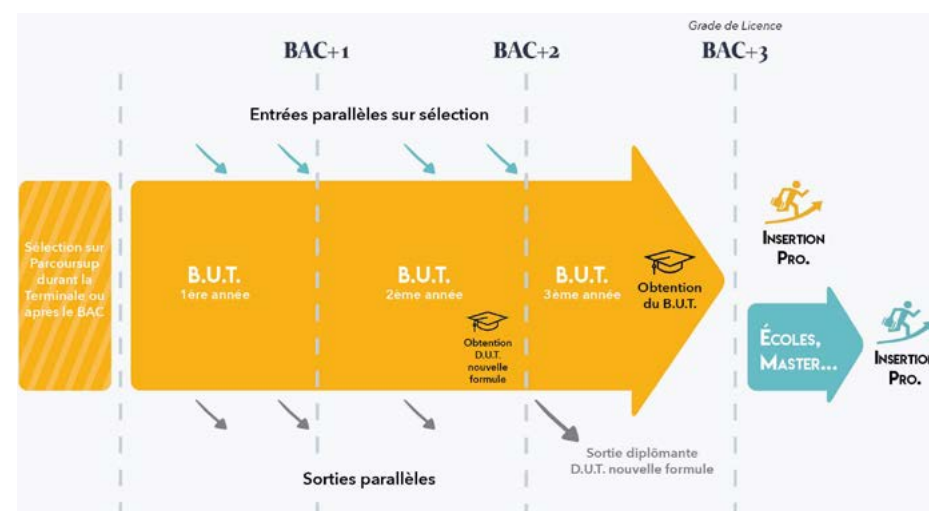 Grade de Licence
BAC+1
BAC+2
BAC+3
Entrées parallèles sur sélection
Sélection sur
Parcoursup
durant la
Terminale ou
après le BAC
B.U.T.
1ère année
B.U.T.
2ème année
B.U.T.
3ème année
Obtention
D.U.T.
nouvelle
formule
Obtention
du B.U.T.
INSERTION
PRO.
ÉCOLES,
MASTER...
INSERTION
PRO.
Sortie diplômante
D.U.T. nouvelle formule
Sorties parallèles